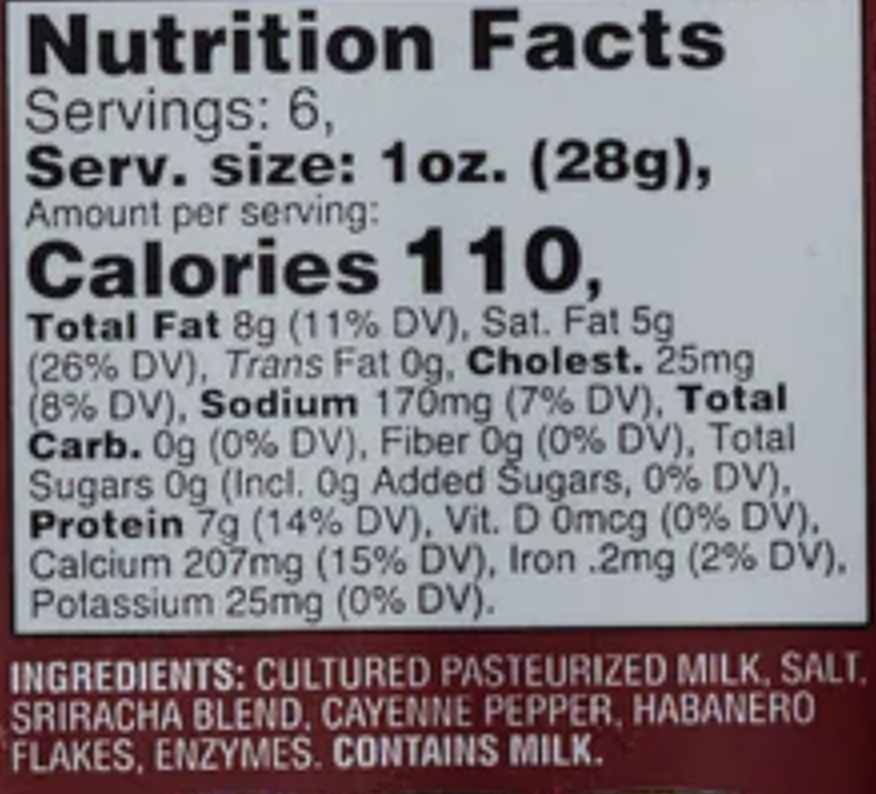 Nutrition Facts
Servings: 6,
Serv. size: 1oz. (28g),
Amount per serving:
Calories 110,
Total Fat 8g (11% DV), Sat. Fat 5g
(26% DV), Trans Fat 0g, Cholest. 25mg
(8% DV), Sodium 170mg (7% DV), Total
Carb. 0g (0% DV), Fiber 0g (0% DV), Total
Sugars 0g (Incl. 0g Added Sugars, 0% DV),
Protein 7g (14% DV), Vit. D 0mcg (0% DV),
Calcium 207mg (15% DV), Iron .2mg (2% DV),
Potassium 25mg (0% DV).
INGREDIENTS: CULTURED PASTEURIZED MILK, SALT,
SRIRACHA BLEND, CAYENNE PEPPER, HABANERO
FLAKES, ENZYMES. CONTAINS MILK.